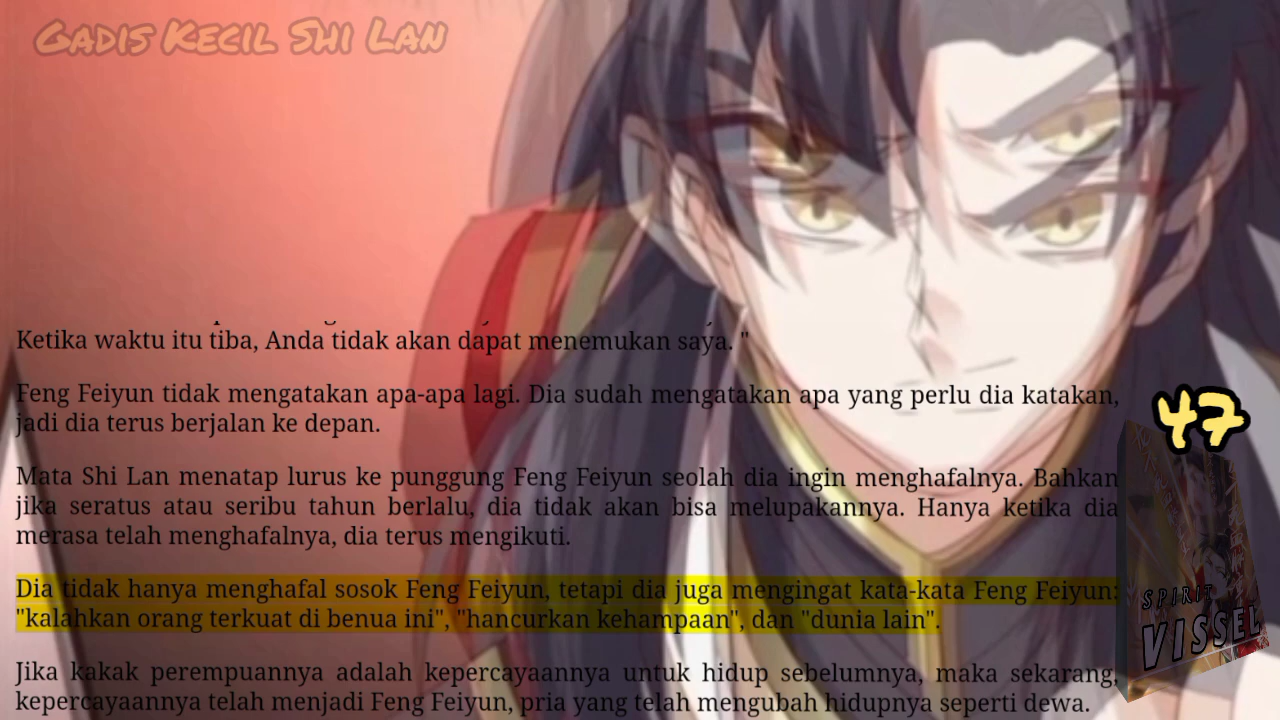 Gadis Kecil Shi Lan
Ketika waktu itu tiba, Anda tidak akan dapat menemukan saya. "
Feng Feiyun tidak mengatakan apa-apa lagi. Dia sudah mengatakan apa yang perlu dia katakan,
jadi dia terus berjalan ke depan.
47
Mata Shi Lan menatap lurus ke punggung Feng Feiyun seolah dia ingin menghafalnya. Bahkan
jika seratus atau seribu tahun berlalu, dia tidak akan bisa melupakannya. Hanya ketika dia
merasa telah menghafalnya, dia terus mengikuti.
Dia tidak hanya menghafal sosok Feng Feiyun, tetapi dia juga mengingat kata-kata Feng Feiyun:
"kalahkan orang terkuat di benua ini", "hancurkan kehampaan", dan "dunia lain".
SPIRIT
VISSEL
Jika kakak perempuannya adalah kepercayaannya untuk hidup sebelumnya, maka sekarang,
kepercayaannya telah menjadi Feng Feiyun, pria yang telah mengubah hidupnya seperti dewa.